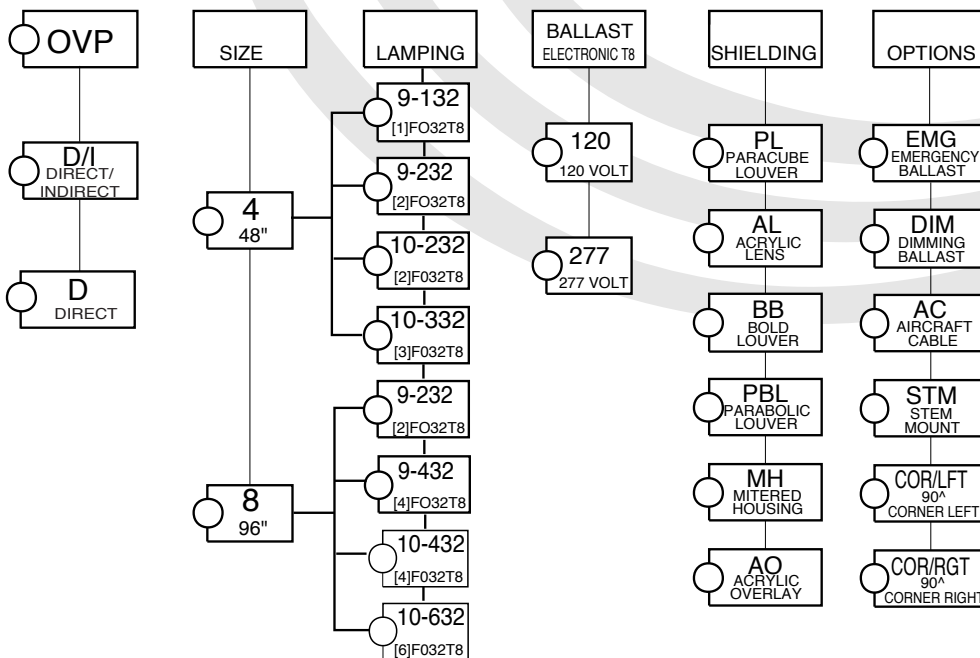 OVP
D/I
DIRECT/
INDIRECT
D
DIRECT
SIZE
4
48"
8
96"
LAMPING
9-132
[1]FO32T8
9-232
[2]FO32T8
10-232
[2]F032T8
10-332
[3]F032T8
9-232
[2]FO32T8
9-432
[4]FO32T8
10-432
[4]F032T8
10-632
[6]F032T8
BALLAST
ELECTRONIC T8
120
120 VOLT
277
277 VOLT
SHIELDING
PL
PARACUBE
LOUVER
AL
ACRYLIC
LENS
BB
BOLD
LOUVER
PBL
PARABOLIC
LOUVER
MH
MITERED
HOUSING
AO
ACRYLIC
OVERLAY
OPTIONS
EMG
EMERGENCY
BALLAST
DIM
DIMMING
BALLAST
AC
AIRCRAFT
CABLE
STM
STEM
MOUNT
COR/LFT
90^
CORNER LEFT
COR/RGT
90^
CORNER RIGHT